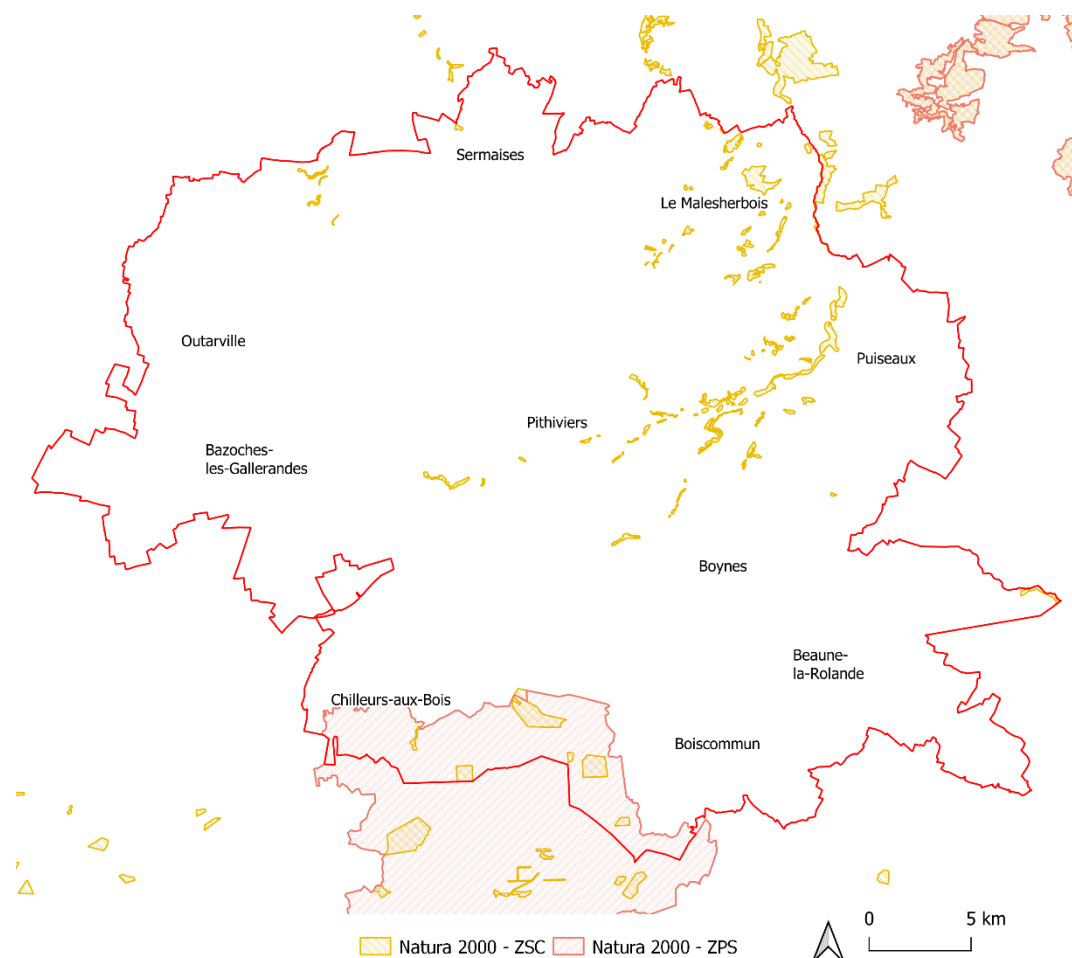 Sermaises
Le Malesherbois
Outarville
Puiseaux
Pithiviers
Bazoches-
les-Gallerandes
Boynes
Beaune-
la-Rolande
Chilleurs-aux-Bois
Boiscommun
0 5 km
Natura 2000 - ZSC Natura 2000 - ZPS